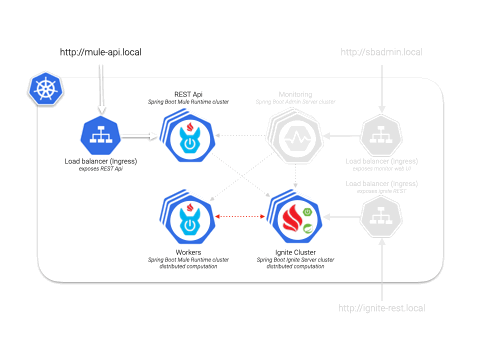 http://mule-api.local
http://sbadmin.local
REST Api
Spring Boot Mule Runtime cluster
Monitoring
Spring Boot Admin Server cluster
Load balancer (Ingress)
exposes REST Api
Load balancer (Ingress)
exposes monitor web ui
Load balancer (Ingress)
exposes Ignite REST
Workers
Spring Boot Mule Runtime cluster
distributed computation
Ignite Cluster
Spring Boot Ignite Server cluster
distributed computation
http://ignite-rest.local